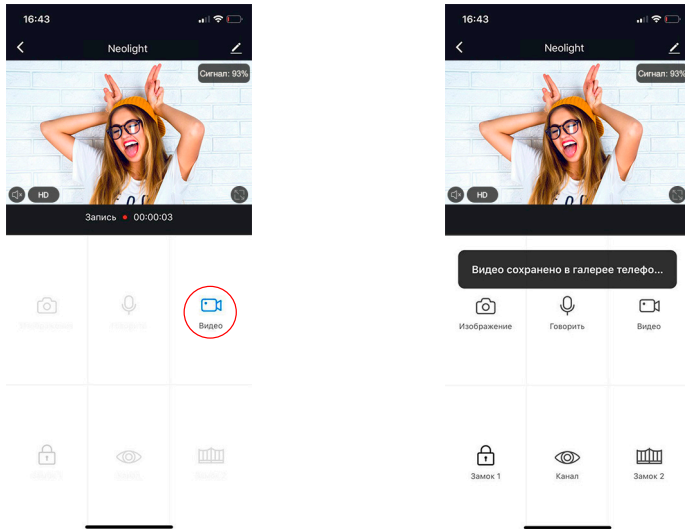 16:43
Neolight
Сигнал: 93%
HD
Запись 00:00:03
Видео
16:43
Neolight
Сигнал: 93%
HD
Видео сохранено в галерее телефо...
Изображение
Говорить
Видео
Замок 1
Канал
Замок 2